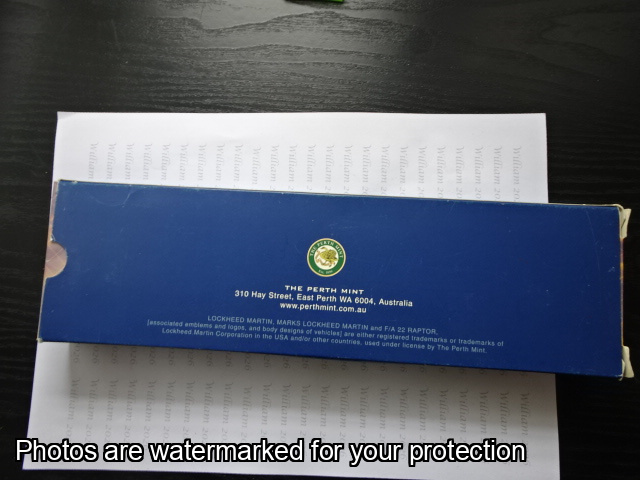 THE PERTH MINT
THE PERTH MINT
310 Hay Street, East Perth WA 6004, Australia
www.perthmint.com.au
LOCKHEED MARTIN, MARKS LOCKHEED MARTIN and F/A 22 RAPTOR,
(associated emblems and logos, and body designs of vehicles) are either registered trademarks or trademarks of
Lockheed Martin Corporation in the USA and/or other countries, used under license by The Perth Mint.
Photos are watermarked for your protection